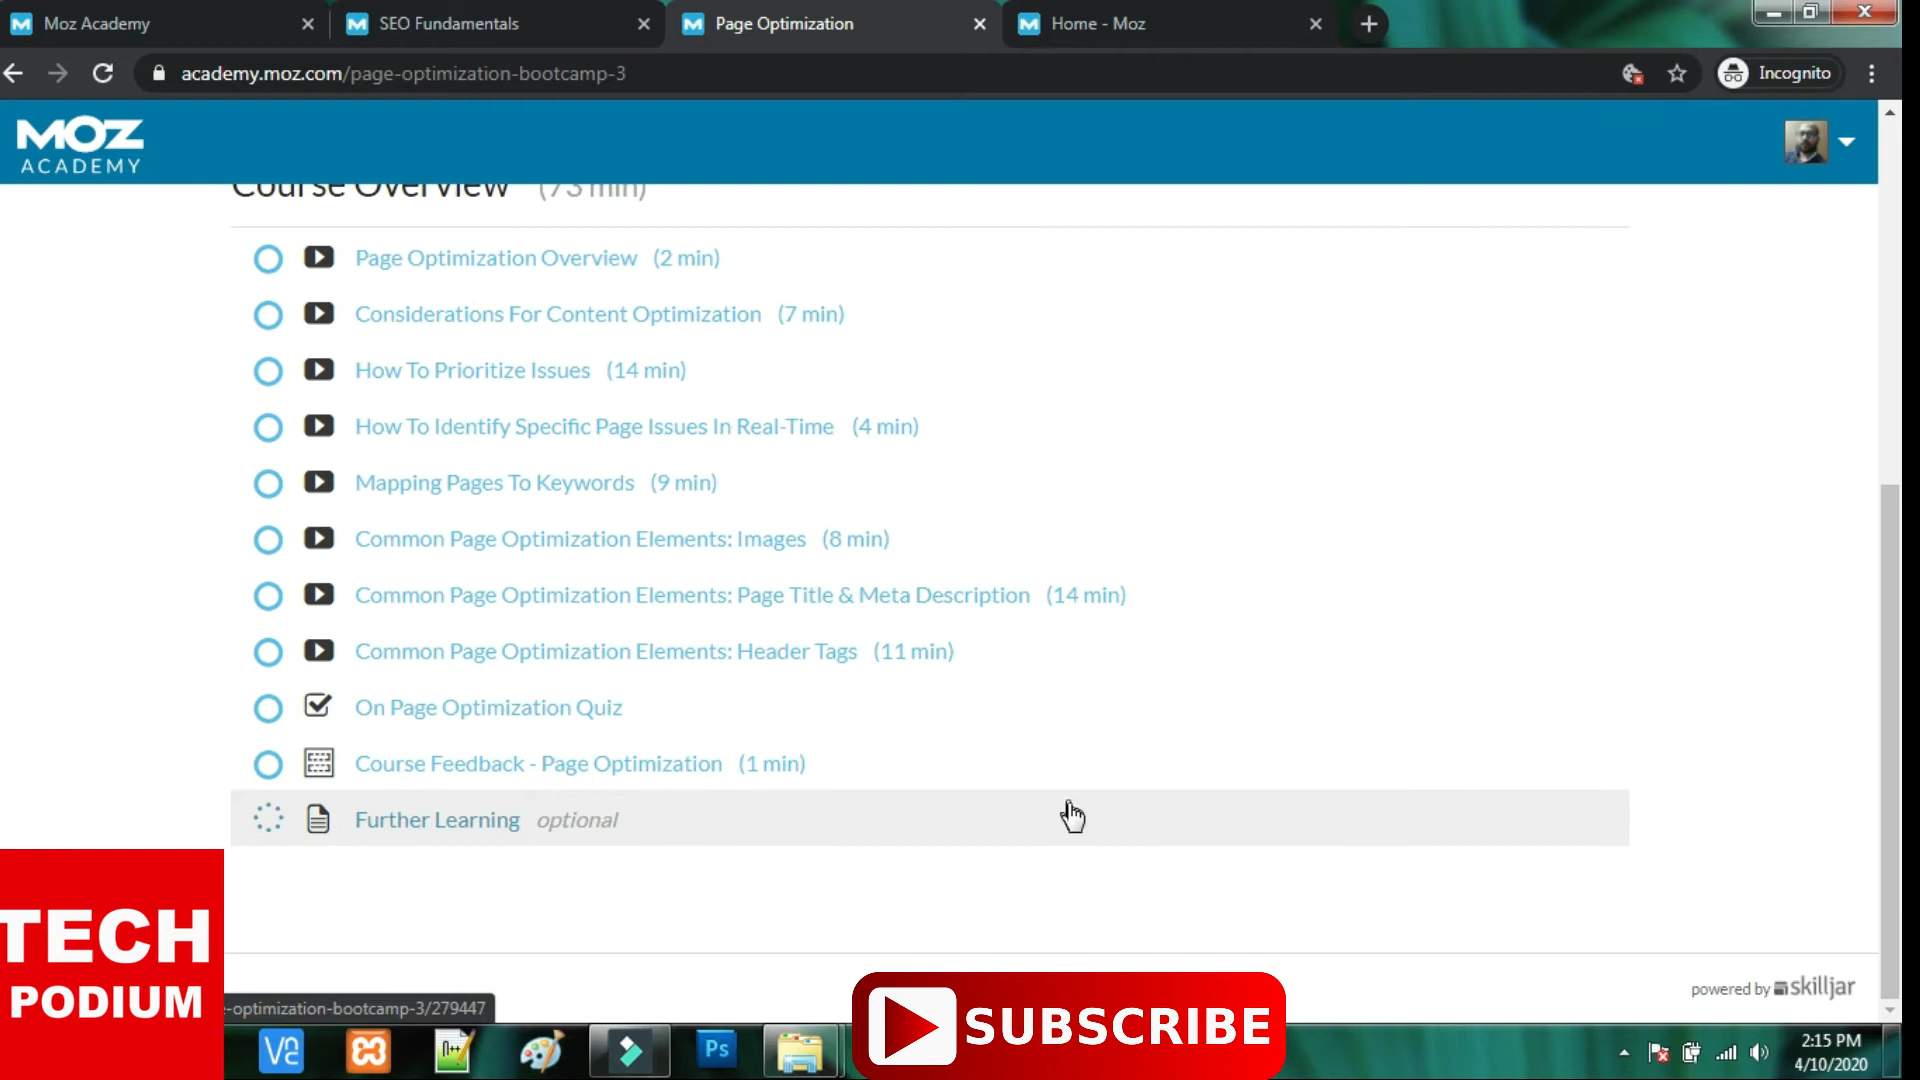 Moz Academy
SEO Fundamentals
Page Optimization
Home - Moz
academy.moz.com/page-optimization-bootcamp-3
Incognito
MOZ
ACADEMY
Course Overview (73 min)
Page Optimization Overview (2 min)
Considerations For Content Optimization (7 min)
How To Prioritize Issues (14 min)
How To Identify Specific Page Issues In Real-Time (4 min)
Mapping Pages To Keywords (9 min)
Common Page Optimization Elements: Images (8 min)
Common Page Optimization Elements: Page Title & Meta Description (14 min)
Common Page Optimization Elements: Header Tags (11 min)
On Page Optimization Quiz
Course Feedback - Page Optimization (1 min)
Further Learning optional
TECH
PODIUM
powered by skilljar
-optimization-bootcamp-3/279447
SUBSCRIBE
Ps
2:15 PM
4/10/2020